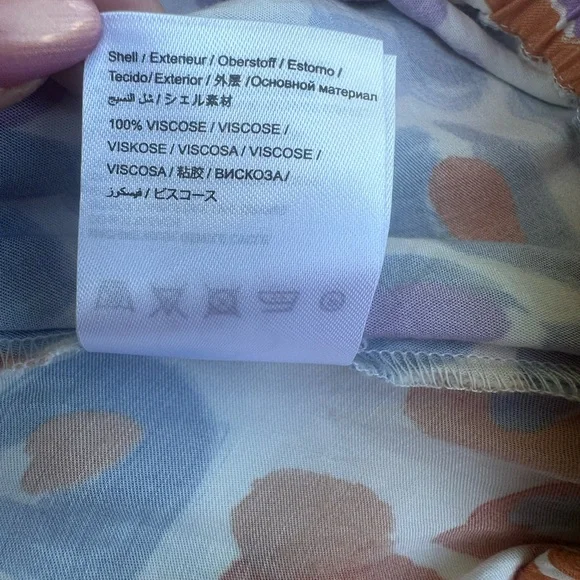 Shell / Exterieur / Oberstoff / Estorno /
Tecido/ Exterior / 外層 /Основной материал
شل النسيج / シェル素材
100% VISCOSE / VISCOSE /
VISKOSE / VISCOSA / VISCOSE /
VISCOSA / 粘胶 / ВИСКОЗА /
فيسكوز / ビスコース